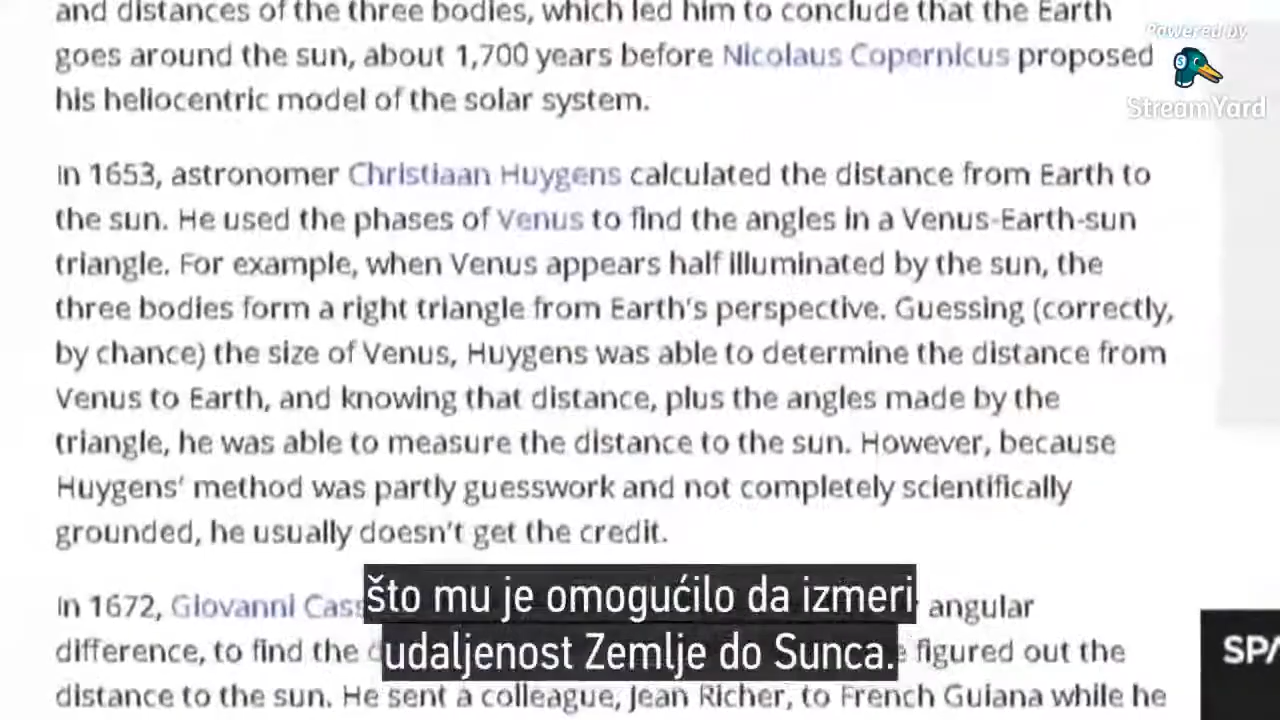 and distances of the three bodies, which led him to conclude that the Earth
goes around the sun, about 1,700 years before Nicolaus Copernicus proposed
his heliocentric model of the solar system.
Powered by
StreamYard
In 1653, astronomer Christiaan Huygens calculated the distance from Earth to
the sun. He used the phases of Venus to find the angles in a Venus-Earth-sun
triangle. For example, when Venus appears half illuminated by the sun, the
three bodies form a right triangle from Earth's perspective. Guessing (correctly,
by chance) the size of Venus, Huygens was able to determine the distance from
Venus to Earth, and knowing that distance, plus the angles made by the
triangle, he was able to measure the distance to the sun. However, because
Huygens' method was partly guesswork and not completely scientifically
grounded, he usually doesn't get the credit.
In 1672, Giovanni angular
difference, to find the figured out the
distance to the sun. He sent a colleague, Jean Richer, to French Guiana while he
što mu je omogućilo da izmeri
udaljenost Zemlje do Sunca.